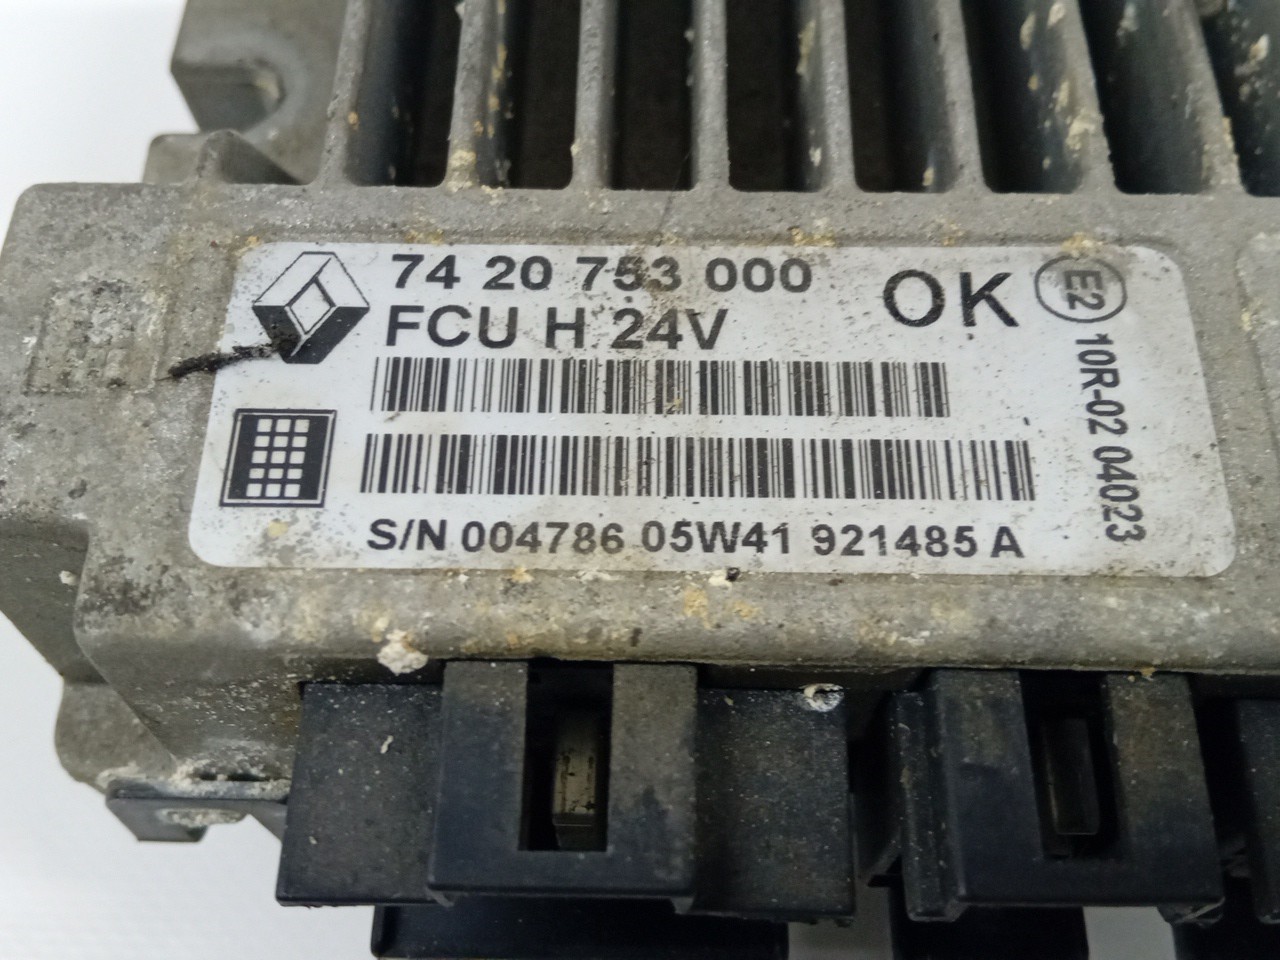 74 20 753 000
FCU H 24V
OK
E2
10R-02 04023
S/N 004786 05W41 921485 A